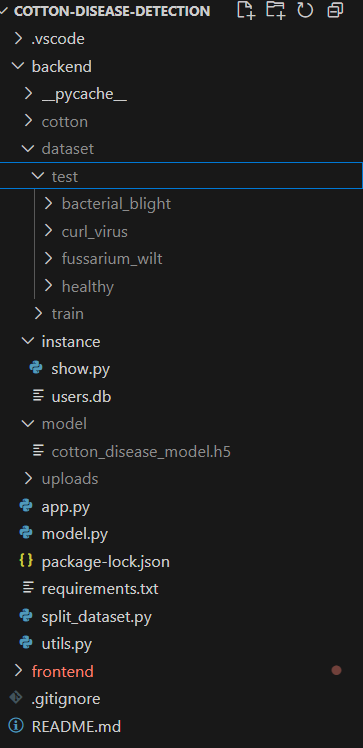 COTTON-DISEASE-DETECTION
.vscode
backend
__pycache__
cotton
dataset
test
bacterial_blight
curl_virus
fussarium_wilt
healthy
train
instance
show.py
users.db
model
cotton_disease_model.h5
uploads
app.py
model.py
{} package-lock.json
requirements.txt
split_dataset.py
utils.py
frontend
.gitignore
README.md